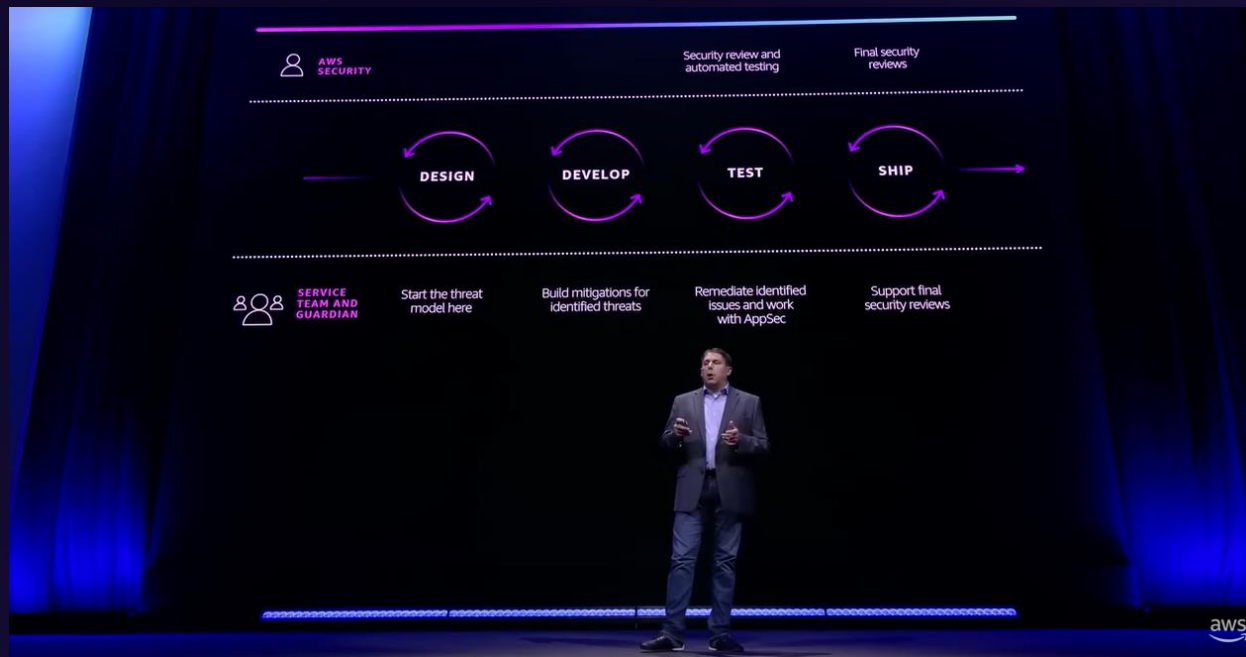 AWS
SECURITY
Security review and
automated testing
Final security
reviews
DESIGN
DEVELOP
TEST
SHIP
SERVICE
TEAM AND
GUARDIAN
Start the threat
model here
Build mitigations for
identified threats
Remediate identified
issues and work
with AppSec
Support final
security reviews
aws